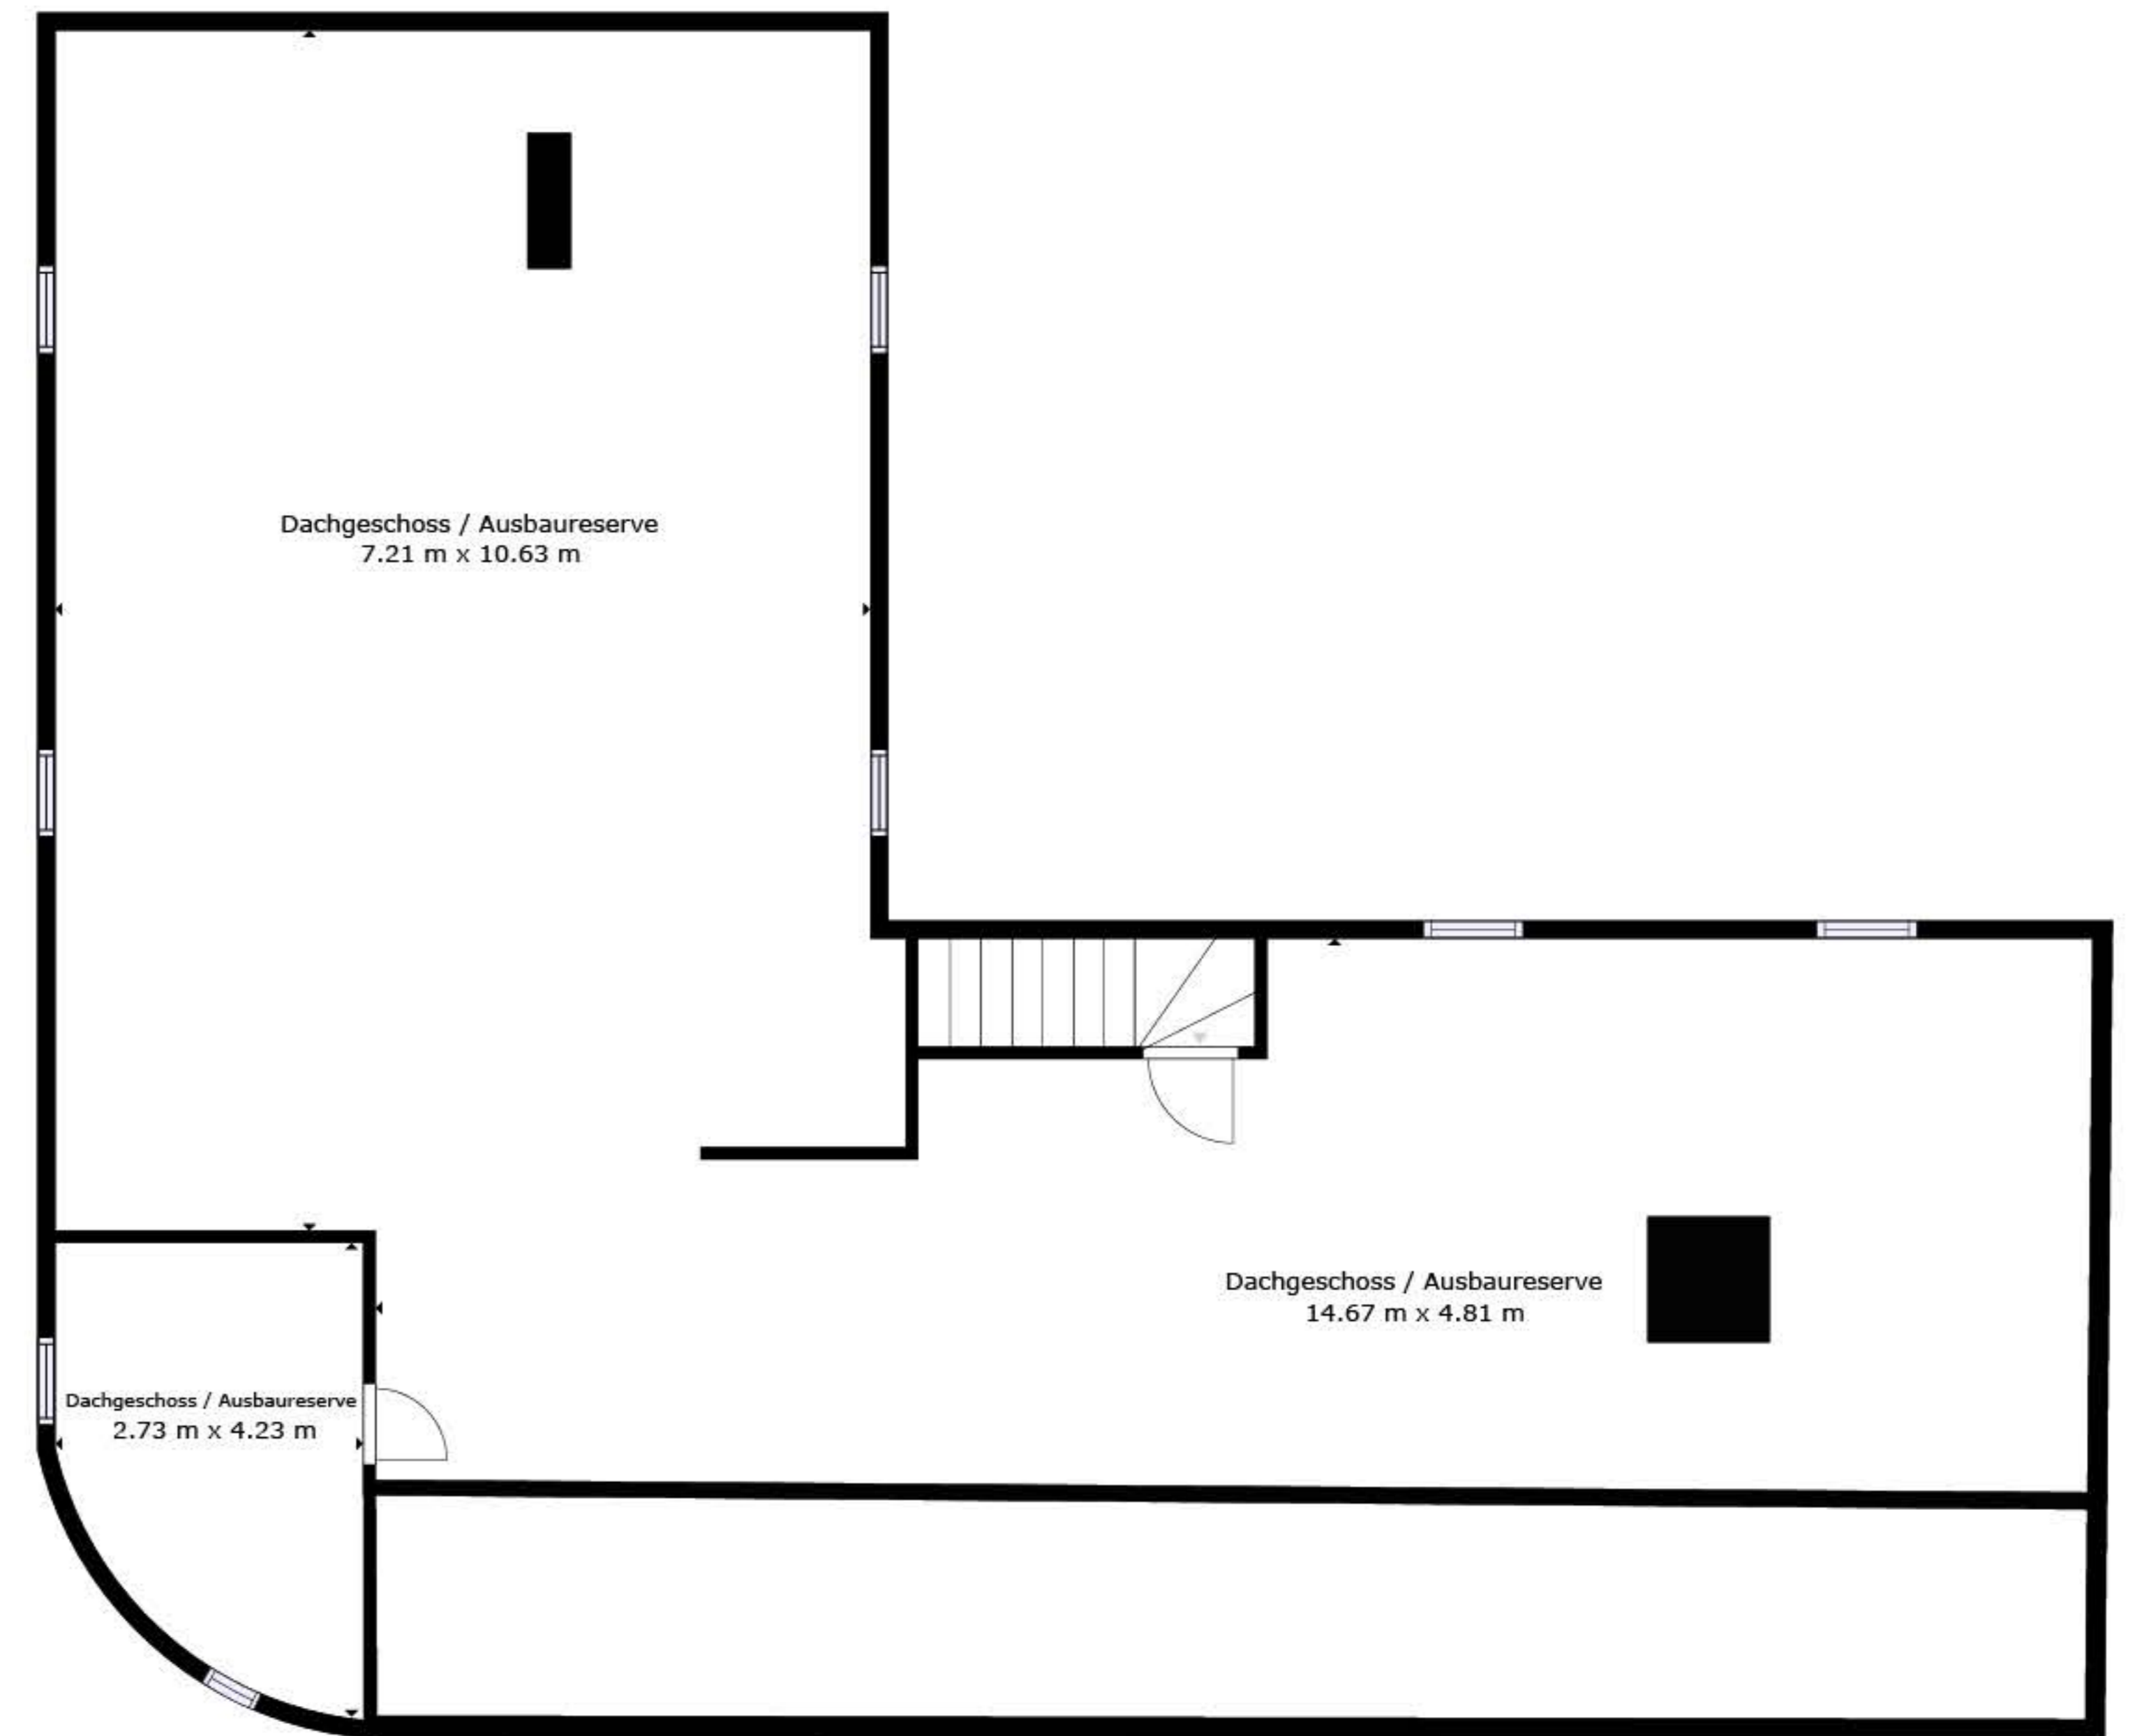 Dachgeschoss / Ausbaureserve
7.21 m x 10.63 m
Dachgeschoss / Ausbaureserve
14.67 m x 4.81 m
Dachgeschoss / Ausbaureserve
2.73 m x 4.23 m